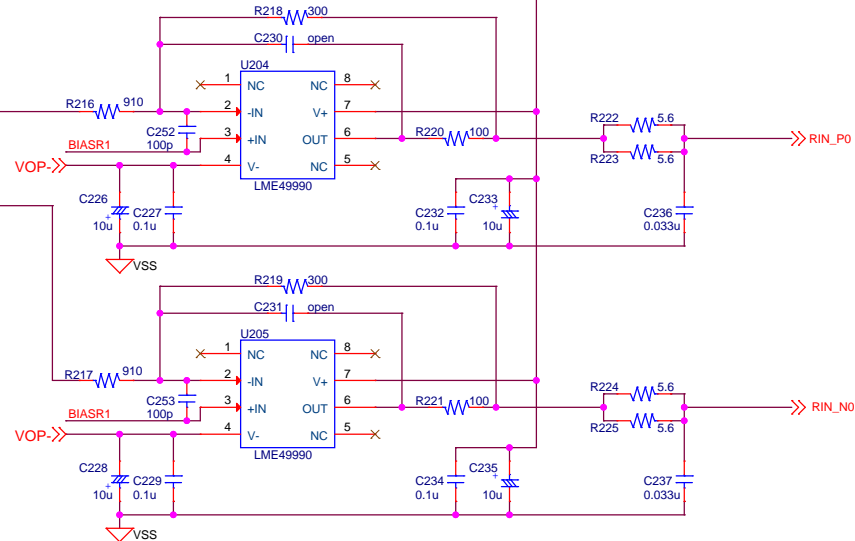 R218 300
C230 open
U204
1 NC NC 8
R216 910 2 -IN V+ 7
C252 100p
3 +IN OUT 6 R220 100
R222 5.6
R223 5.6
RIN_P0
BIASR1
VOP- 4 V- NC 5
LME49990
C226 10u
+
C227 0.1u
C232 0.1u
C233 10u
+
C236 0.033u
VSS
R219 300
C231 open
U205
1 NC NC 8
R217 910 2 -IN V+ 7
C253 100p
3 +IN OUT 6 R221 100
R224 5.6
R225 5.6
RIN_N0
BIASR1
VOP- 4 V- NC 5
LME49990
C228 10u
+
C229 0.1u
C234 0.1u
C235 10u
+
C237 0.033u
VSS